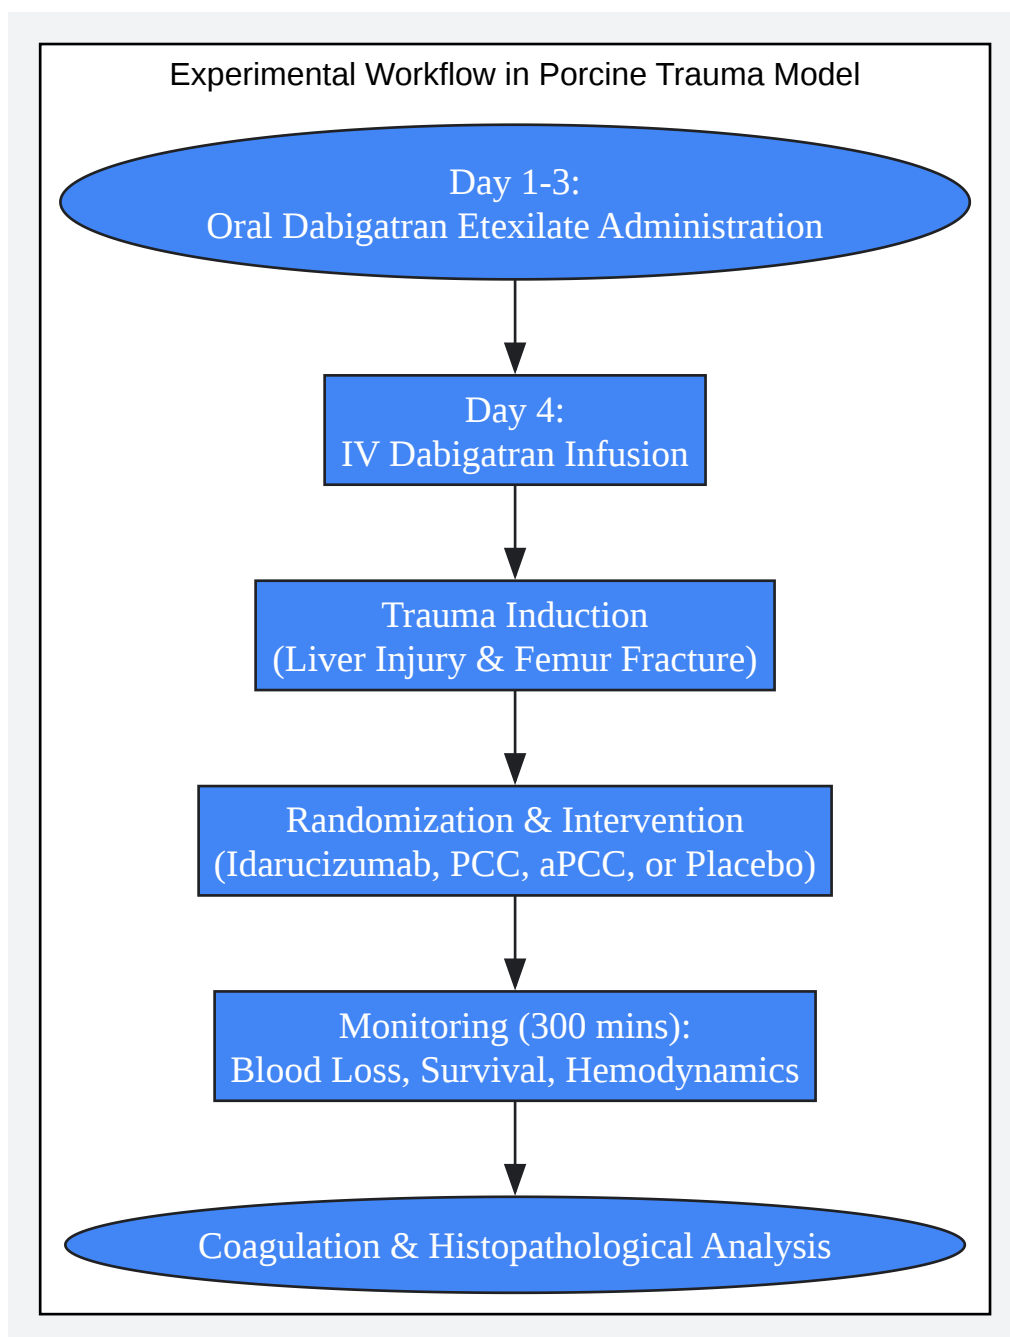 Experimental Workflow in Porcine Trauma Model
Day 1-3:
Oral Dabigatran Etexilate Administration
Day 4:
IV Dabigatran Infusion
Trauma Induction
(Liver Injury & Femur Fracture)
Randomization & Intervention
(Idarucizumab, PCC, aPCC, or Placebo)
Monitoring (300 mins):
Blood Loss, Survival, Hemodynamics
Coagulation & Histopathological Analysis